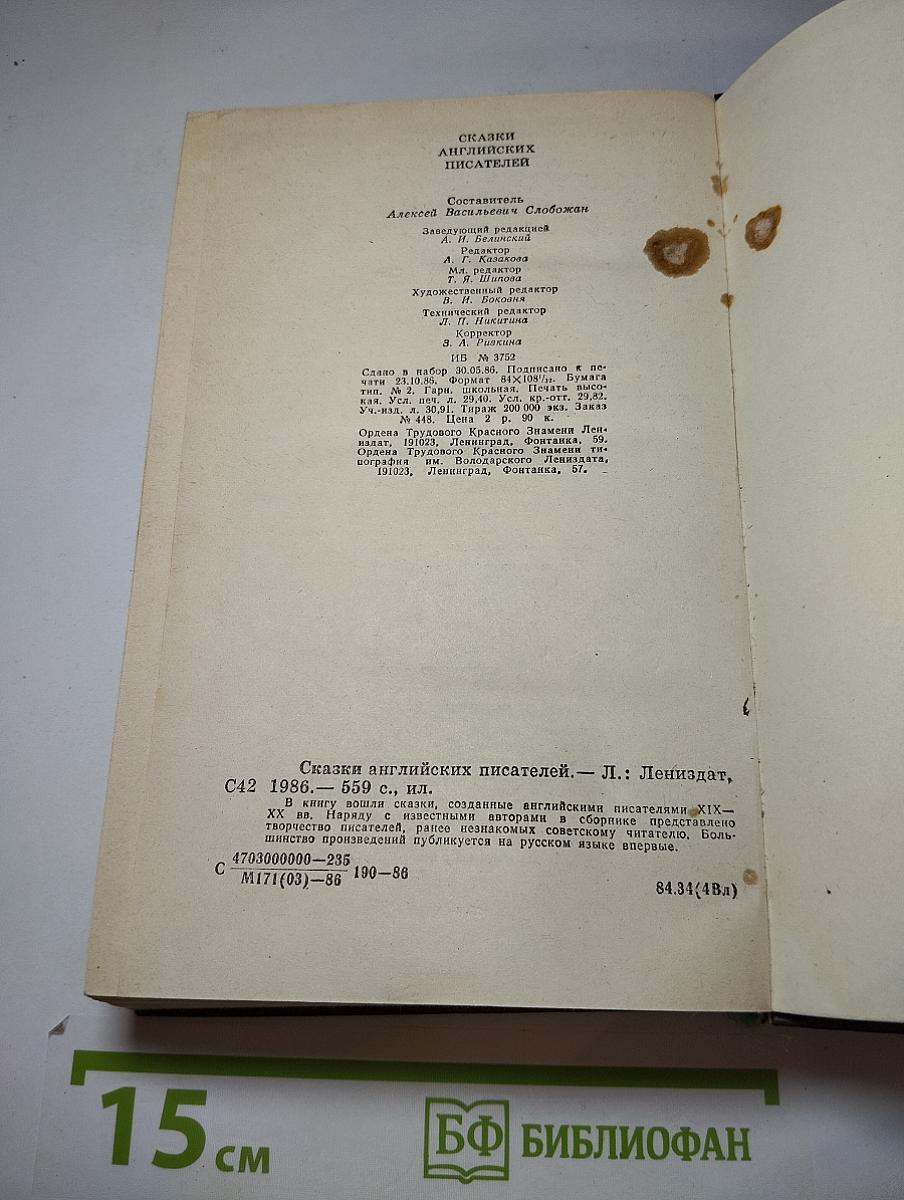 СКАЗКИ
АНГЛИЙСКИХ
ПИСАТЕЛЕЙ
Составитель
Алексей Васильевич Слобожан
Заведующий редакцией
А. И. Белинский
Редактор
А. Г. Казакова
Мл. редактор
Т. Я. Шипова
Художественный редактор
В. И. Боковня
Технический редактор
Л. П. Никитина
Корректор
З. А. Ривкина
ИБ № 3752
Сдано в набор 30.05.86. Подписано к пе-
чати 23.10.86. Формат 84×108¹/₃₂. Бумага
тип. № 2. Гарн. школьная. Печать высо-
кая. Усл. печ. л. 29,40. Усл. кр.-отт. 29,82.
Уч.-изд. л. 30,91. Тираж 200 000 экз. Заказ
№ 448. Цена 2 р. 90 к.
Ордена Трудового Красного Знамени Лен-
издат, 191023, Ленинград, Фонтанка, 59.
Ордена Трудового Красного Знамени ти-
пография им. Володарского Лениздата,
191023, Ленинград, Фонтанка, 57.
Сказки английских писателей.— Л.: Лениздат,
С42 1986.— 559 с., ил.
В книгу вошли сказки, созданные английскими писателями XIX—
XX вв. Наряду с известными авторами в сборнике представлено
творчество писателей, ранее незнакомых советскому читателю. Боль-
шинство произведений публикуется на русском языке впервые.
С 4703000000—235
М171(03)—86 190—86
84.34(4Вл)
15 см
БФ БИБЛИОФАН